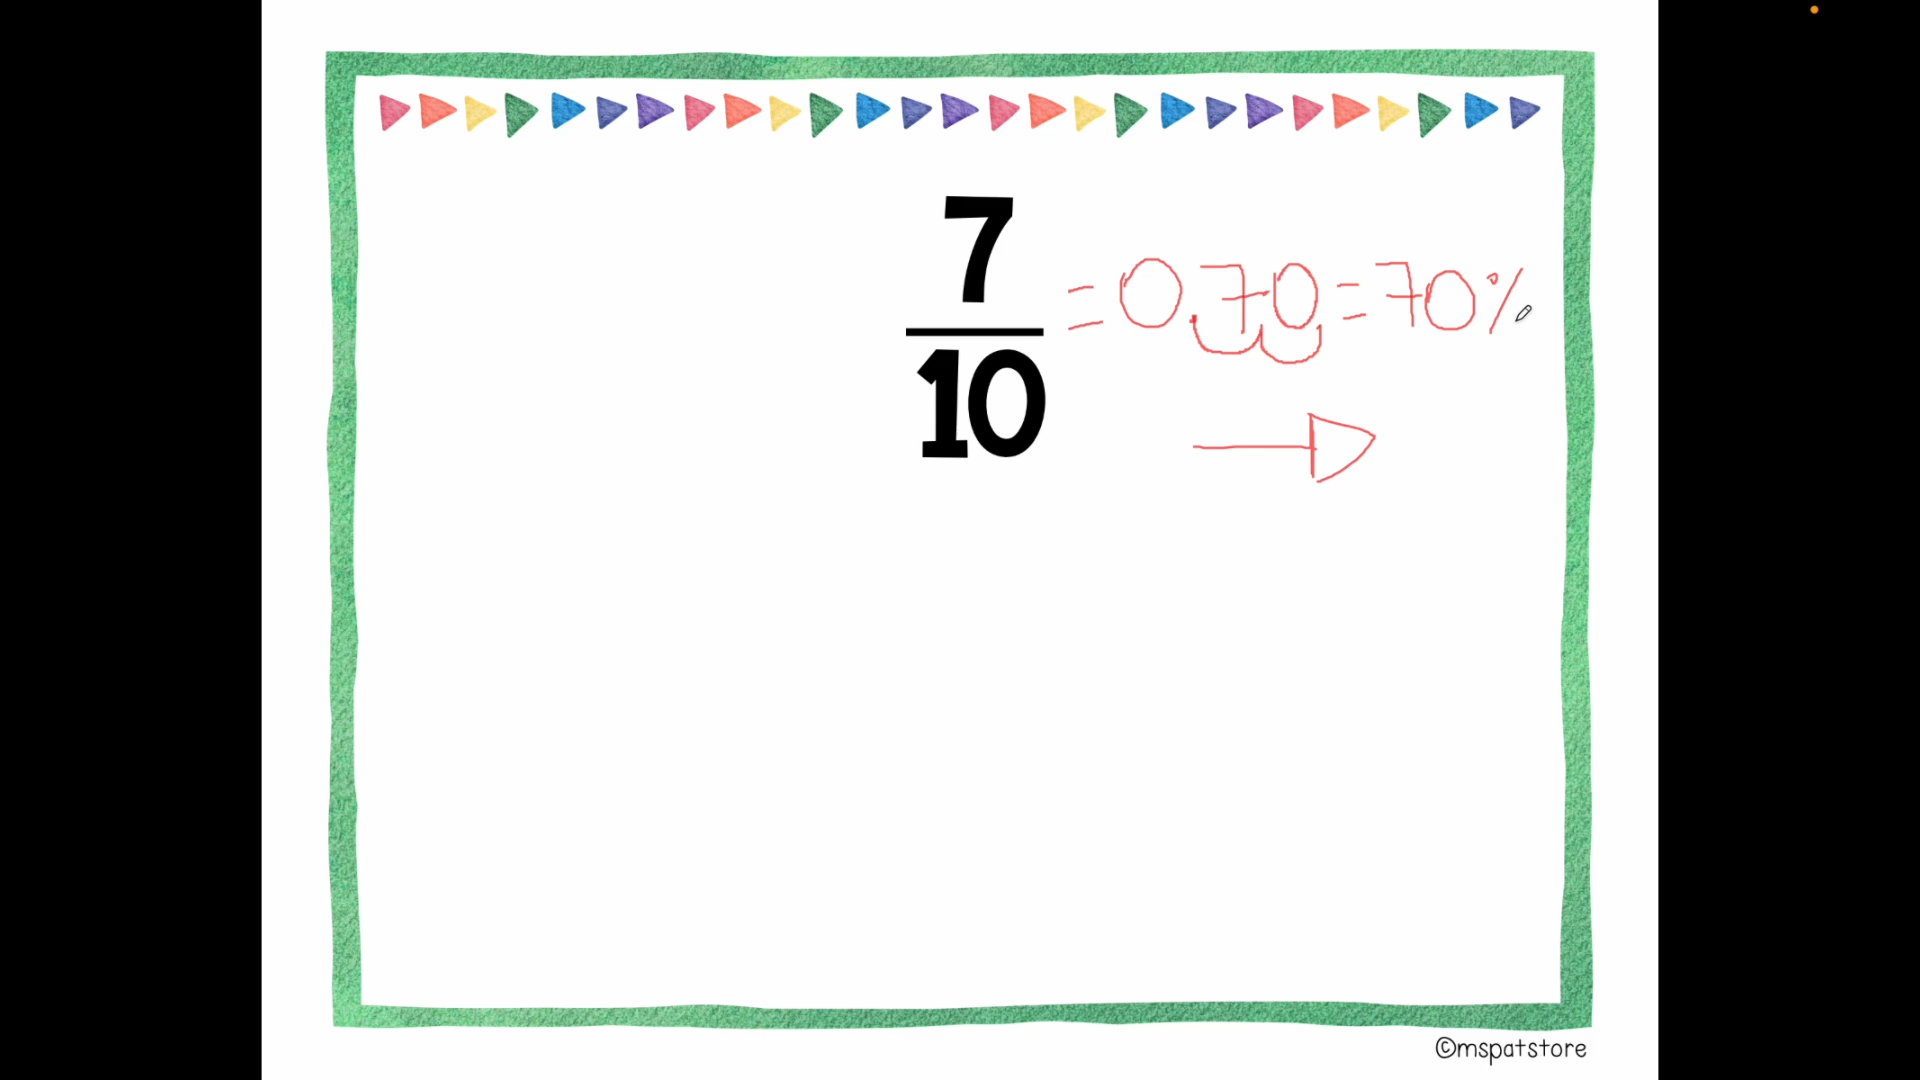 7/10 = 0.70 = 70%
©mspatstore